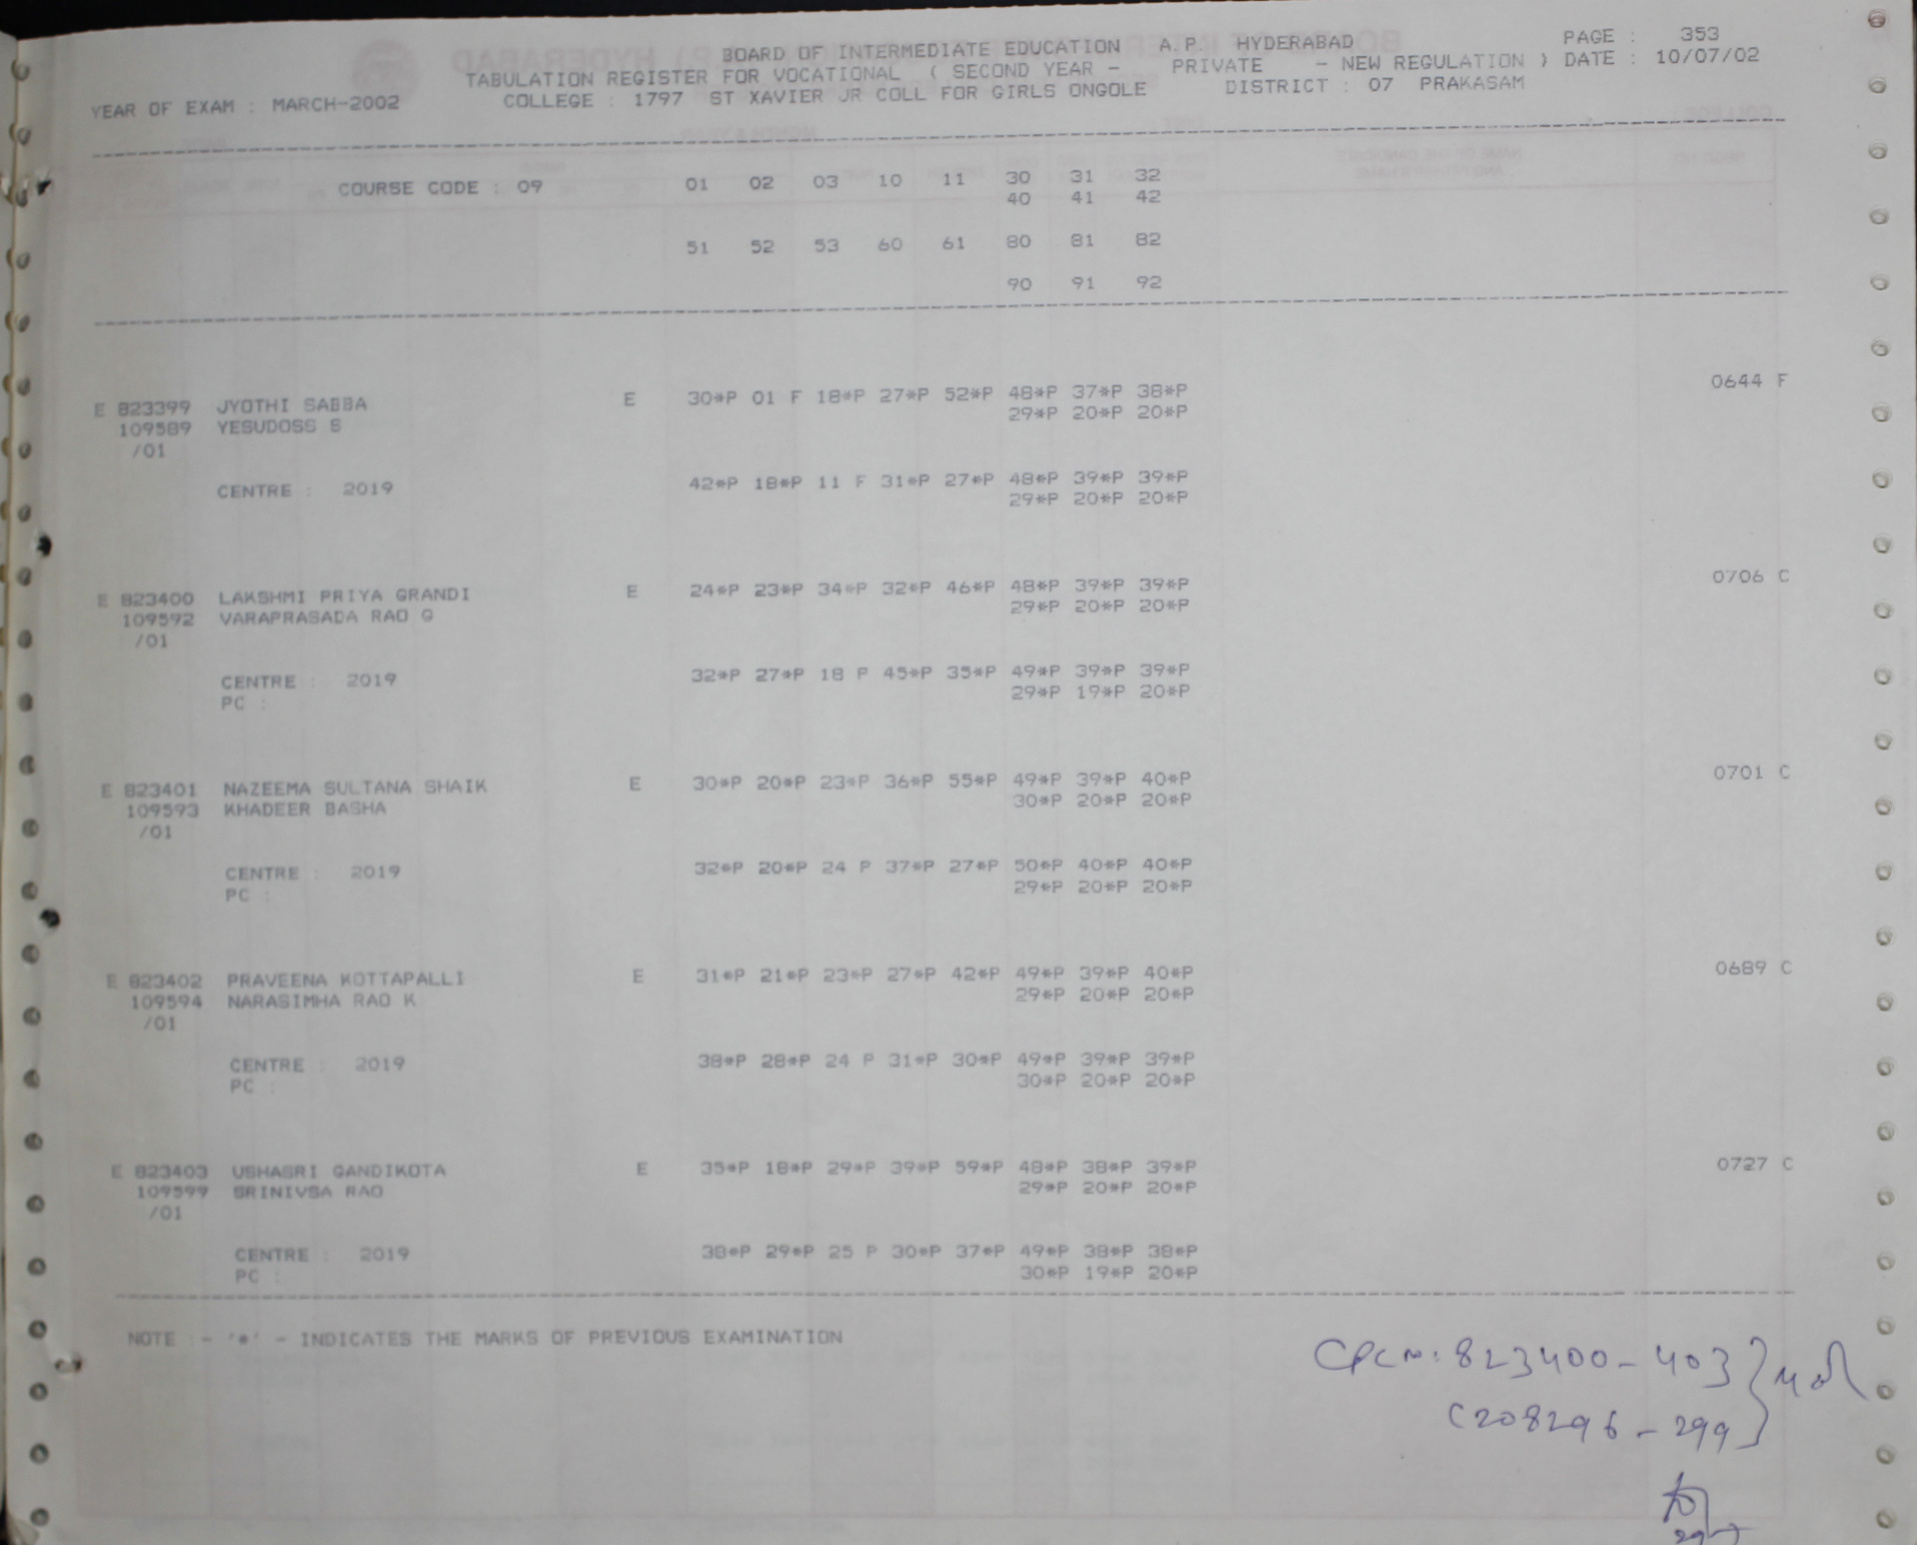 BOARD OF INTERMEDIATE EDUCATION A.P. HYDERABAD PAGE : 353
TABULATION REGISTER FOR VOCATIONAL ( SECOND YEAR - PRIVATE - NEW REGULATION ) DATE : 10/07/02
YEAR OF EXAM : MARCH-2002 COLLEGE : 1797 ST XAVIER JR COLL FOR GIRLS ONGOLE DISTRICT : 07 PRAKASAM
COURSE CODE : 09 01 02 03 10 11 30 31 32
40 41 42
51 52 53 60 61 80 81 82
90 91 92
E 823399 JYOTHI SABBA E 30*P 01 F 18*P 27*P 52*P 48*P 37*P 38*P 0644 F
109589 YESUDOSS S 29*P 20*P 20*P
/01
CENTRE : 2019 42*P 18*P 11 F 31*P 27*P 48*P 39*P 39*P
29*P 20*P 20*P
E 823400 LAKSHMI PRIYA GRANDI E 24*P 23*P 34*P 32*P 46*P 48*P 39*P 39*P 0706 C
109592 VARAPRASADA RAO G 29*P 20*P 20*P
/01
CENTRE : 2019 32*P 27*P 18 P 45*P 35*P 49*P 39*P 39*P
PC : 29*P 19*P 20*P
E 823401 NAZEEMA SULTANA SHAIK E 30*P 20*P 23*P 36*P 55*P 49*P 39*P 40*P 0701 C
109593 KHADEER BASHA 30*P 20*P 20*P
/01
CENTRE : 2019 32*P 20*P 24 P 37*P 27*P 50*P 40*P 40*P
PC : 29*P 20*P 20*P
E 823402 PRAVEENA KOTTAPALLI E 31*P 21*P 23*P 27*P 42*P 49*P 39*P 40*P 0689 C
109594 NARASIMHA RAO K 29*P 20*P 20*P
/01
CENTRE : 2019 38*P 28*P 24 P 31*P 30*P 49*P 39*P 39*P
PC : 30*P 20*P 20*P
E 823403 USHASRI GANDIKOTA E 35*P 18*P 29*P 39*P 59*P 48*P 38*P 39*P 0727 C
109599 SRINIVSA RAO 29*P 20*P 20*P
/01
CENTRE : 2019 38*P 29*P 25 P 30*P 37*P 49*P 38*P 38*P
PC : 30*P 19*P 20*P
NOTE :- '*' - INDICATES THE MARKS OF PREVIOUS EXAMINATION
823400-403
C208296-299